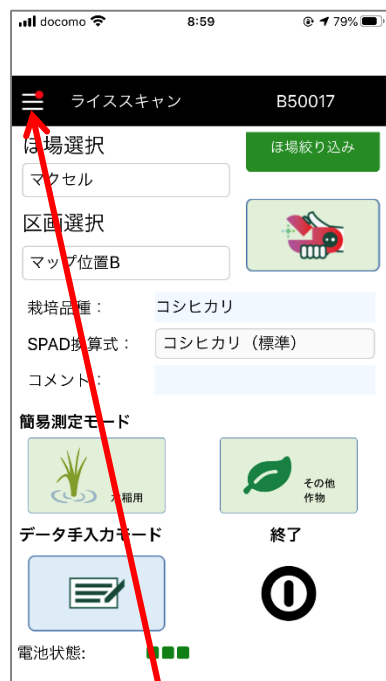 docomo 8:59 79%
ライススキャン B50017
ほ場選択 ほ場絞り込み
マクセル
区画選択
マップ位置B
栽培品種： コシヒカリ
SPAD換算式： コシヒカリ（標準）
コメント：
簡易測定モード
水稲用 その他
作物
データ手入力モード 終了
電池状態: